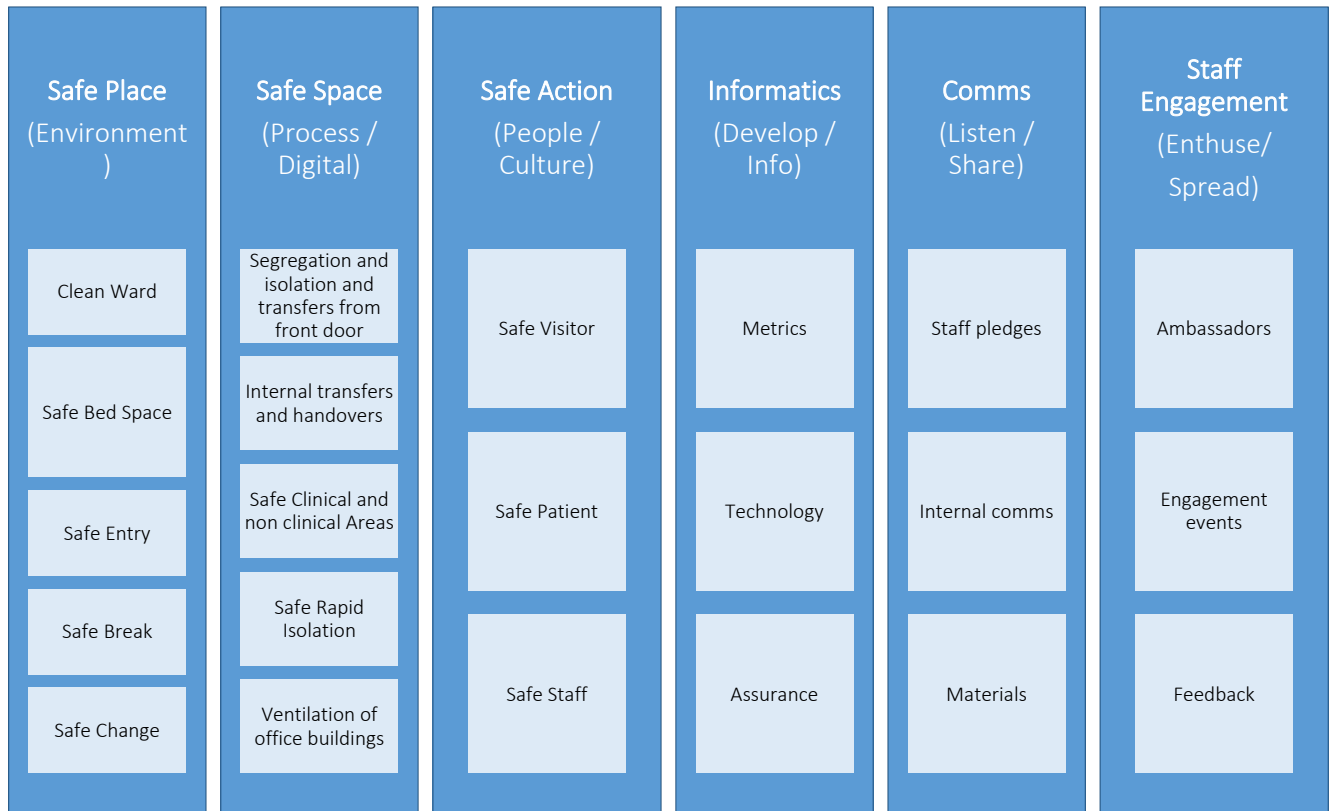 Safe Place
(Environment
)
Clean Ward
Safe Bed Space
Safe Entry
Safe Break
Safe Change
Safe Space
(Process /
Digital)
Segregation and
isolation and
transfers from
front door
Internal transfers
and handovers
Safe Clinical and
non clinical Areas
Safe Rapid
Isolation
Ventilation of
office buildings
Safe Action
(People /
Culture)
Safe Visitor
Safe Patient
Safe Staff
Informatics
(Develop /
Info)
Metrics
Technology
Assurance
Comms
(Listen /
Share)
Staff pledges
Internal comms
Materials
Staff
Engagement
(Enthuse/
Spread)
Ambassadors
Engagement
events
Feedback